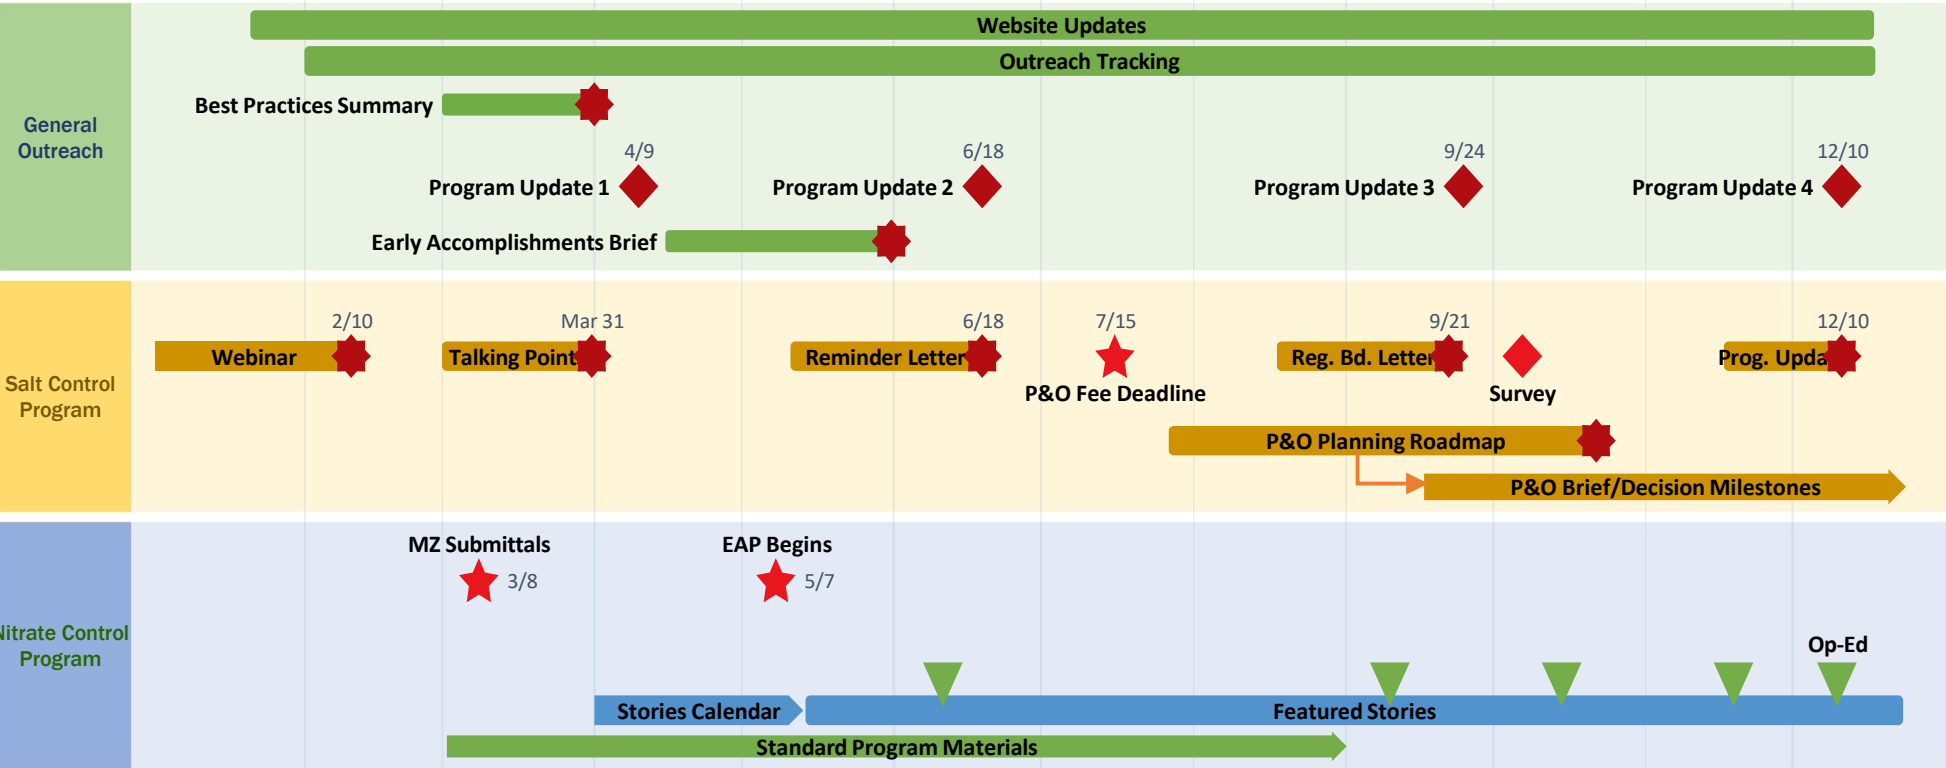 Website Updates
Outreach Tracking
Best Practices Summary
General
Outreach
4/9
6/18
9/24
12/10
Program Update 1
Program Update 2
Program Update 3
Program Update 4
Early Accomplishments Brief
2/10
Mar 31
6/18
7/15
9/21
12/10
Webinar
Talking Point
Reminder Letter
Reg. Bd. Letter
Prog. Upda
Salt Control
Program
P&O Fee Deadline
Survey
P&O Planning Roadmap
P&O Brief/Decision Milestones
MZ Submittals
EAP Begins
3/8
5/7
Nitrate Control
Program
Op-Ed
Stories Calendar
Featured Stories
Standard Program Materials